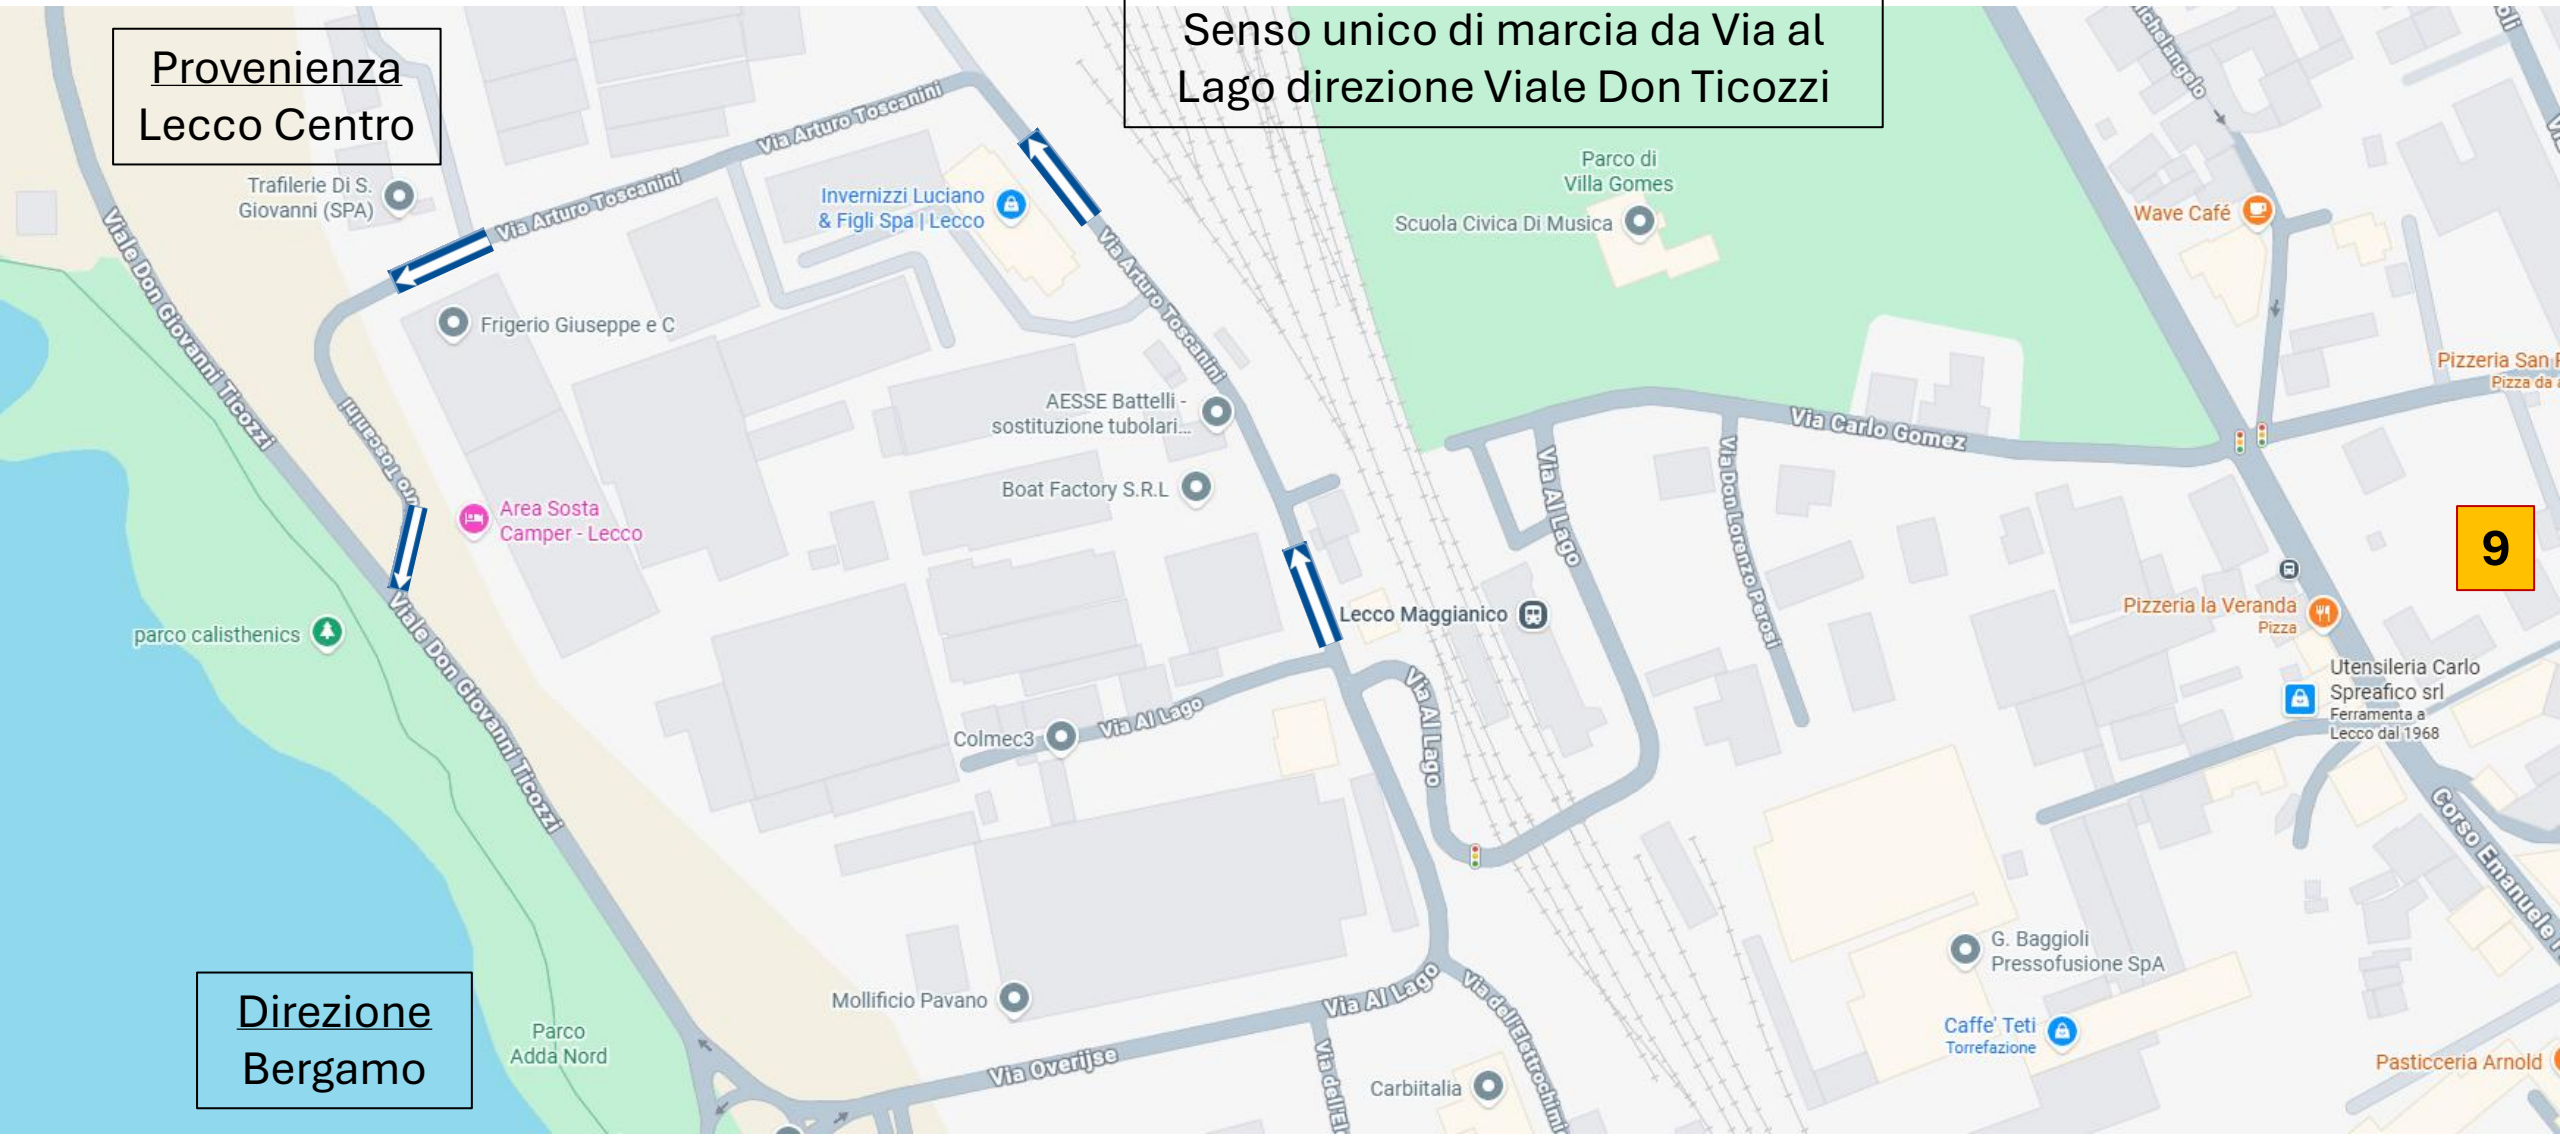 Senso unico di marcia da Via al
Lago direzione Viale Don Ticozzi
Provenienza
Lecco Centro
Via Arturo Toscanini
Via Arturo Toscanini
Trafilerie Di S.
Giovanni (SPA)
Invernizzi Luciano
& Figli Spa | Lecco
Parco di
Villa Gomes
Scuola Civica Di Musica
Wave Café
Viale Don Giovanni Ticozzi
Via Arturo Toscanini
Frigerio Giuseppe e C
Pizzeria San
Pizza da
AESSE Battelli -
sostituzione tubolari...
Via Carlo Gomez
Via Al Lago
Via Don Lorenzo Perosi
Boat Factory S.R.L
Area Sosta
Camper - Lecco
9
Lecco Maggianico
Pizzeria la Veranda
Pizza
parco calisthenics
Viale Don Giovanni Ticozzi
Utensileria Carlo
Spreafico srl
Ferramenta a
Lecco dal 1968
Via Al Lago
Via Al Lago
Colmec3
Corso Emanuele
G. Baggioli
Pressofusione SpA
Mollificio Pavano
Via Al Lago
Direzione
Bergamo
Parco
Adda Nord
Caffe' Teti
Torrefazione
Via Overijse
Carbiitalia
Pasticceria Arnold